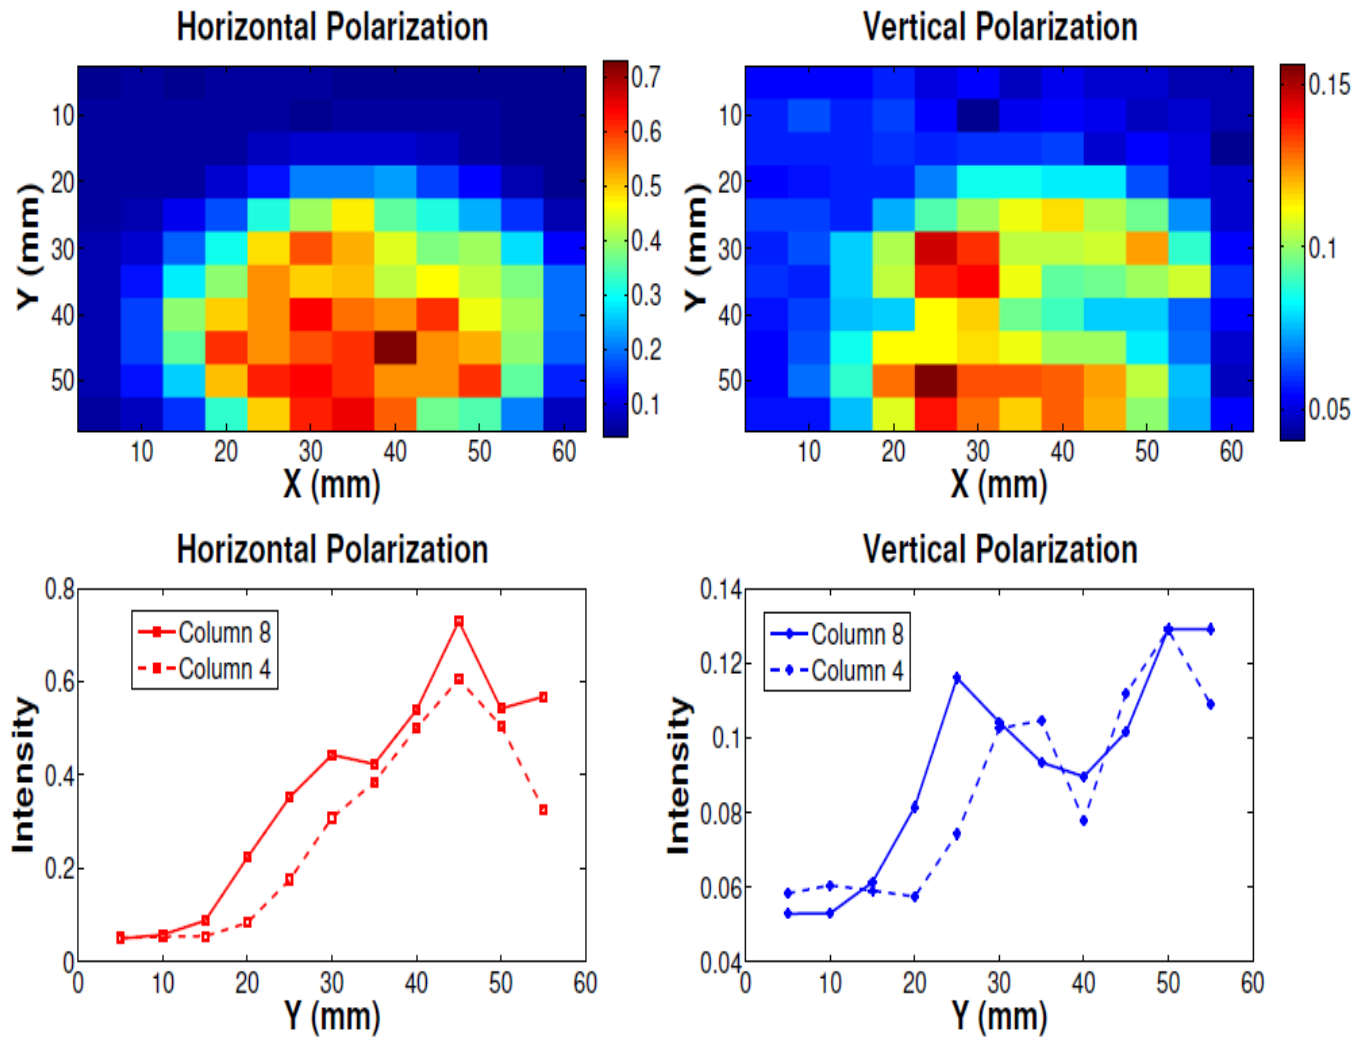 Horizontal Polarization
Y (mm)
10
20
30
40
50
10 20 30 40 50 60
X (mm)
0.7
0.6
0.5
0.4
0.3
0.2
0.1
Vertical Polarization
Y (mm)
10
20
30
40
50
10 20 30 40 50 60
X (mm)
0.15
0.1
0.05
Horizontal Polarization
Intensity
0.8
0.6
0.4
0.2
0
Column 8
Column 4
0 10 20 30 40 50 60
Y (mm)
Vertical Polarization
Intensity
0.14
0.12
0.1
0.08
0.06
0.04
Column 8
Column 4
0 10 20 30 40 50 60
Y (mm)